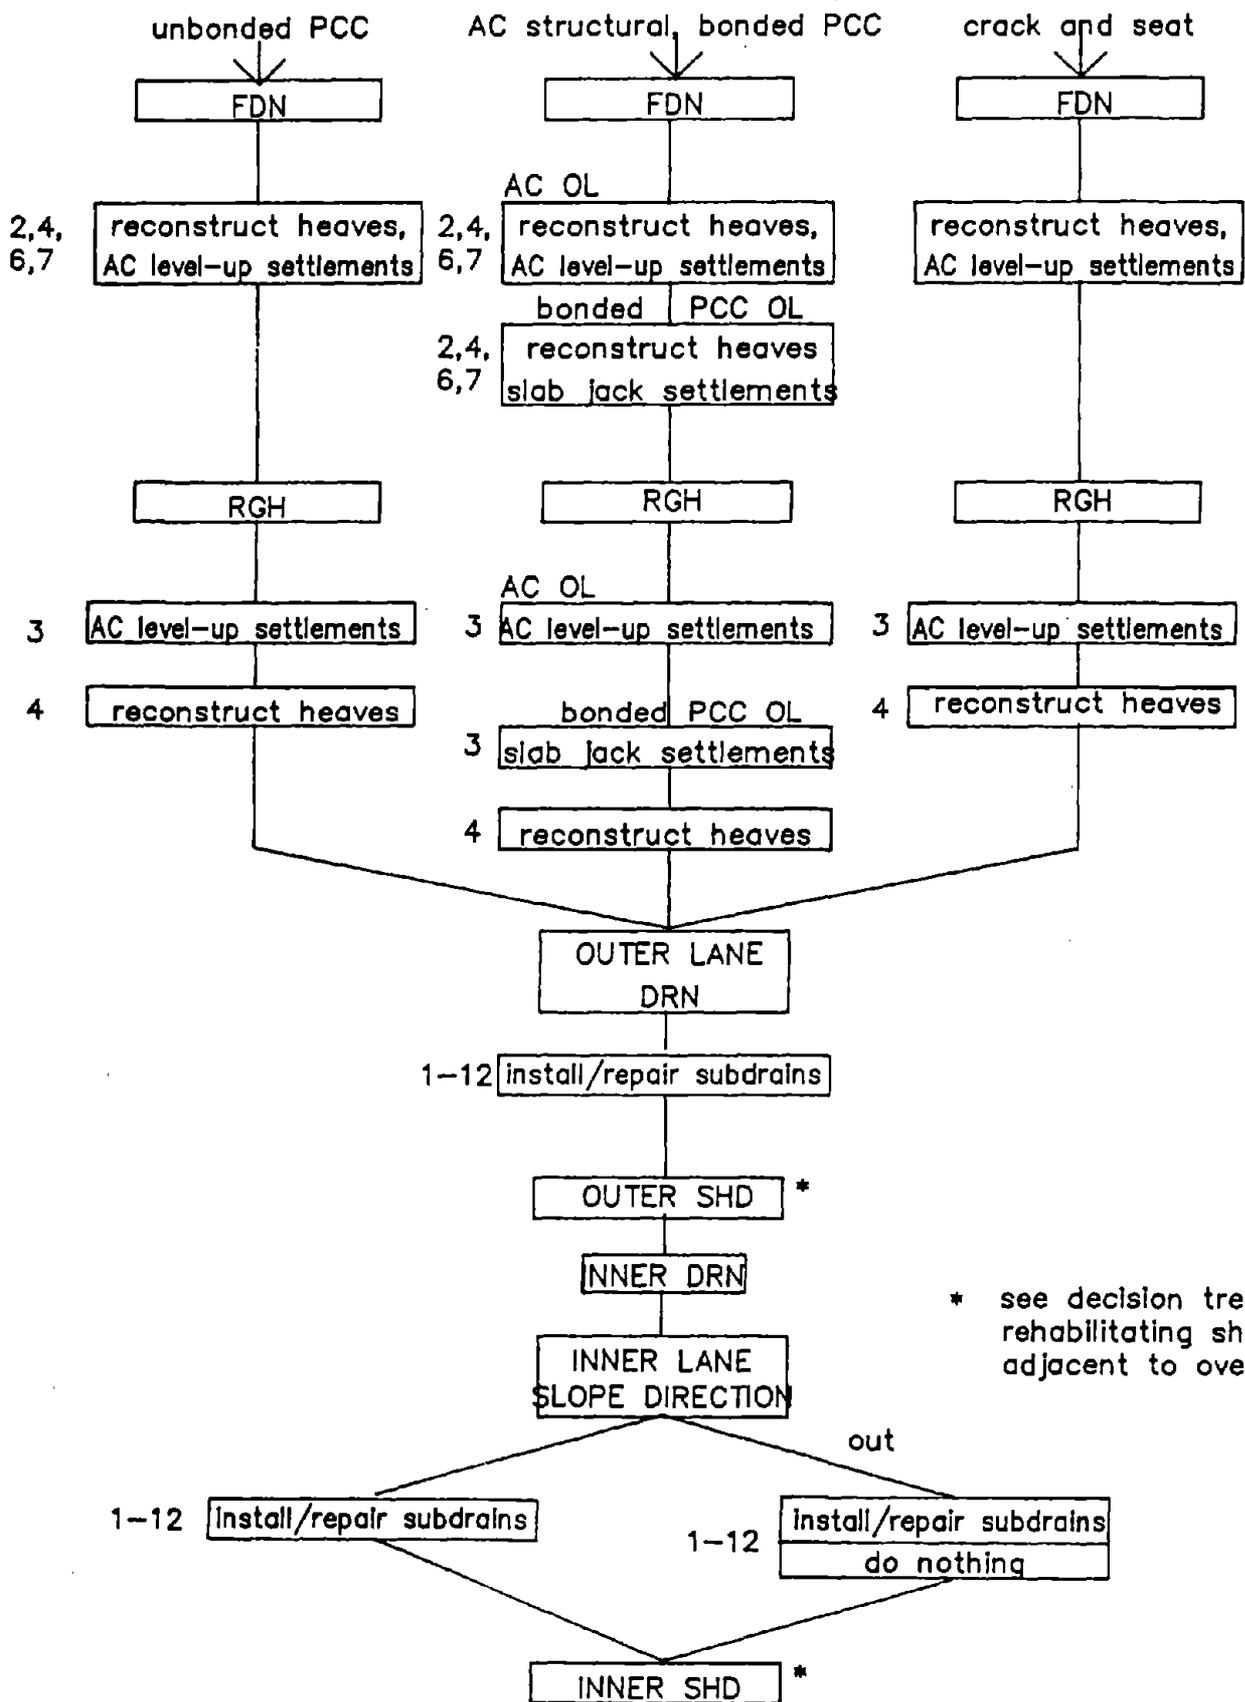 unbonded PCC
AC structural, bonded PCC
crack and seat
FDN
FDN
FDN
AC OL
2,4,
6,7
reconstruct heaves,
AC level-up settlements
2,4,
6,7
reconstruct heaves,
AC level-up settlements
reconstruct heaves,
AC level-up settlements
bonded PCC OL
2,4,
6,7
reconstruct heaves
slab jack settlements
RGH
RGH
RGH
AC OL
3 AC level-up settlements
3 AC level-up settlements
3 AC level-up settlements
4 reconstruct heaves
bonded PCC OL
4 reconstruct heaves
3 slab jack settlements
4 reconstruct heaves
OUTER LANE
DRN
1-12 install/repair subdrains
OUTER SHD *
INNER DRN
* see decision tre
rehabilitating sh
adjacent to ove
INNER LANE
SLOPE DIRECTION
out
1-12 install/repair subdrains
1-12 install/repair subdrains
do nothing
INNER SHD *